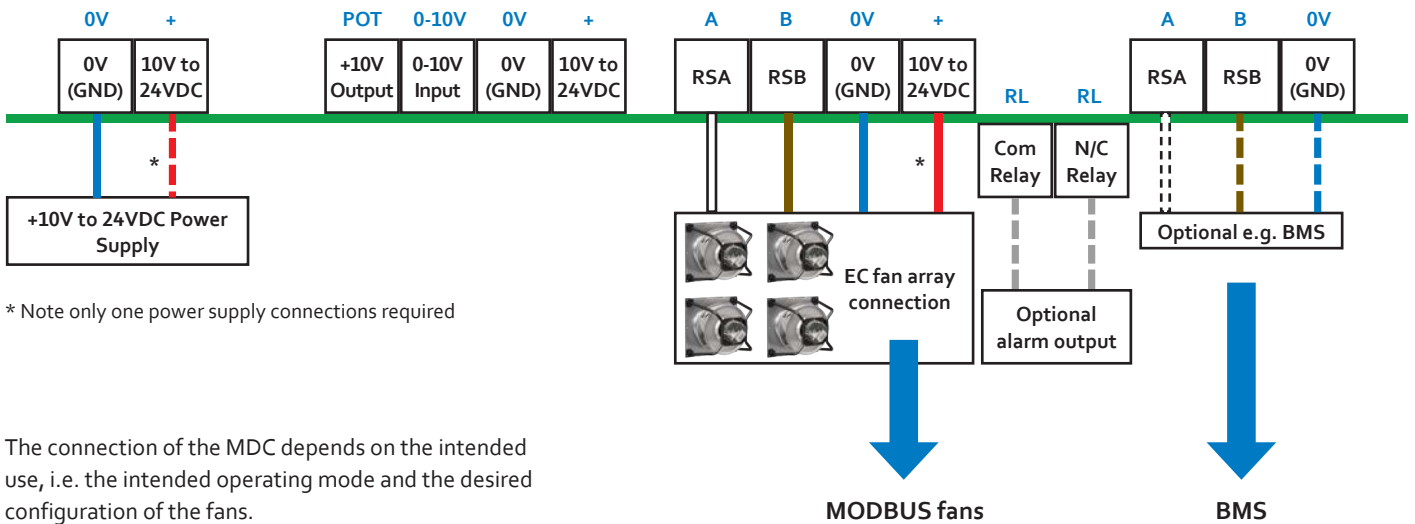 0V + POT 0-10V 0V + A B 0V + A B 0V
0V (GND)
10V to 24VDC
+10V Output
0-10V Input
0V (GND)
10V to 24VDC
RSA
RSB
0V (GND)
10V to 24VDC
RL RL
RSA
RSB
0V (GND)
Com Relay
N/C Relay
*
*
+10V to 24VDC Power
Supply
Optional e.g. BMS
EC fan array
connection
* Note only one power supply connections required
Optional
alarm output
The connection of the MDC depends on the intended
use, i.e. the intended operating mode and the desired
configuration of the fans.
MODBUS fans
BMS